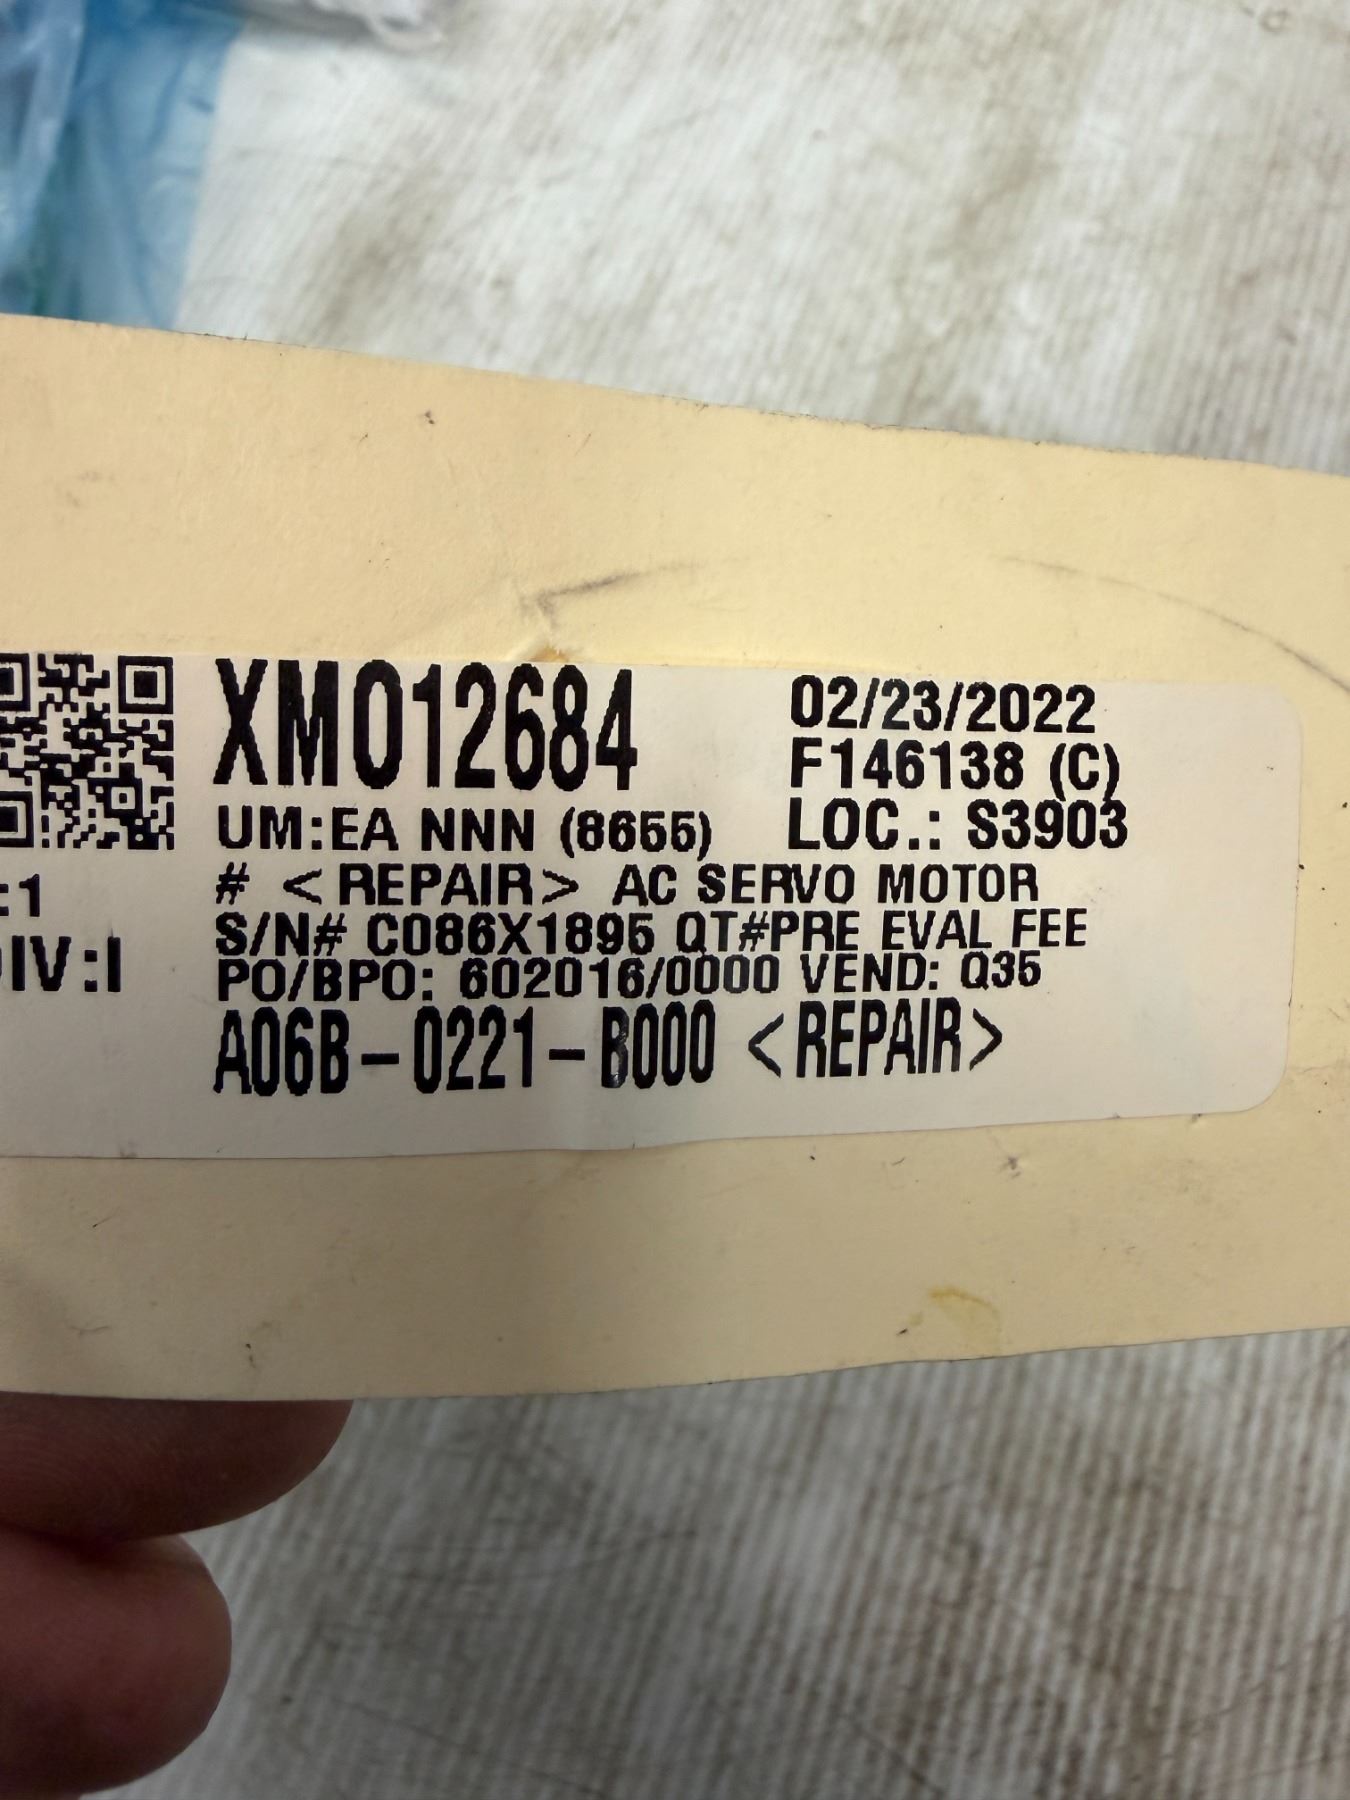 XM012684
02/23/2022
F146138 (C)
UM:EA NNN (8655)
LOC.: S3903
# <REPAIR> AC SERVO MOTOR
:1
S/N# C086X1895 QT#PRE EVAL FEE
DIV:I
PO/BPO: 602016/0000 VEND: Q35
A06B-0221-B000 <REPAIR>